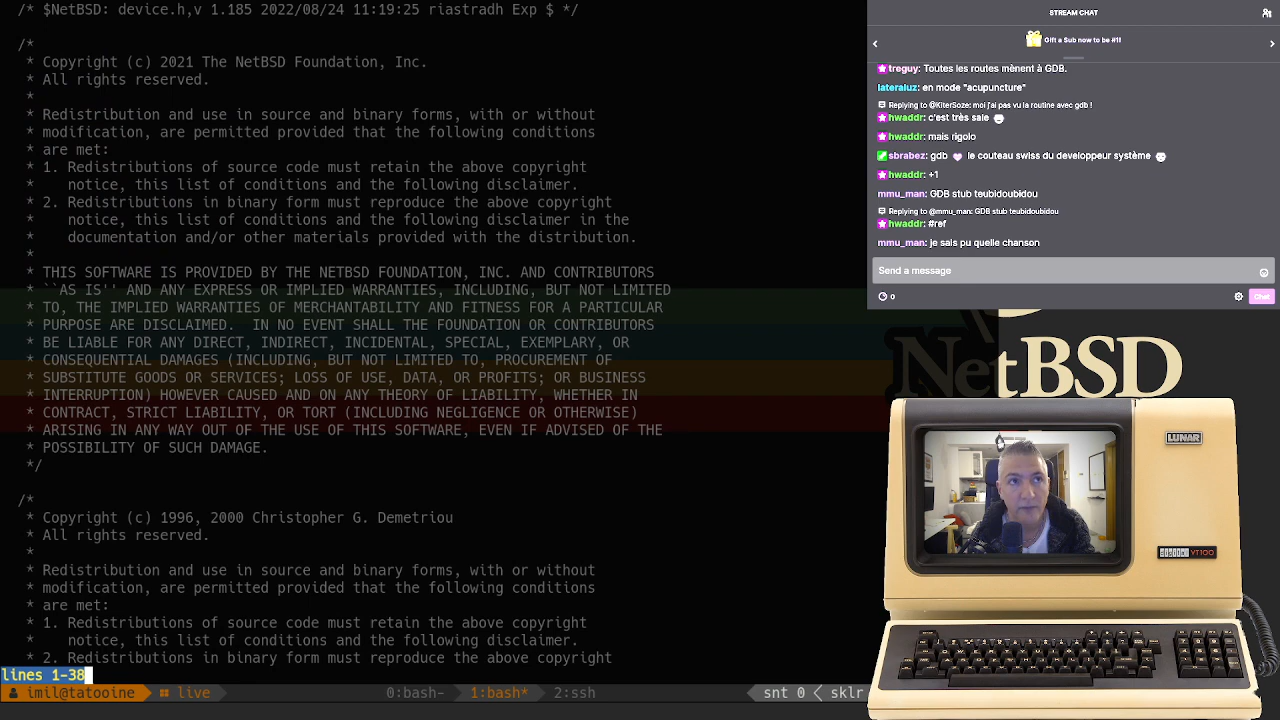 /* $NetBSD: device.h,v 1.185 2022/08/24 11:19:25 riastradh Exp $ */
/*
* Copyright (c) 2021 The NetBSD Foundation, Inc.
* All rights reserved.
*
* Redistribution and use in source and binary forms, with or without
* modification, are permitted provided that the following conditions
* are met:
* 1. Redistributions of source code must retain the above copyright
*    notice, this list of conditions and the following disclaimer.
* 2. Redistributions in binary form must reproduce the above copyright
*    notice, this list of conditions and the following disclaimer in the
*    documentation and/or other materials provided with the distribution.
*
* THIS SOFTWARE IS PROVIDED BY THE NETBSD FOUNDATION, INC. AND CONTRIBUTORS
* ``AS IS'' AND ANY EXPRESS OR IMPLIED WARRANTIES, INCLUDING, BUT NOT LIMITED
* TO, THE IMPLIED WARRANTIES OF MERCHANTABILITY AND FITNESS FOR A PARTICULAR
* PURPOSE ARE DISCLAIMED.  IN NO EVENT SHALL THE FOUNDATION OR CONTRIBUTORS
* BE LIABLE FOR ANY DIRECT, INDIRECT, INCIDENTAL, SPECIAL, EXEMPLARY, OR
* CONSEQUENTIAL DAMAGES (INCLUDING, BUT NOT LIMITED TO, PROCUREMENT OF
* SUBSTITUTE GOODS OR SERVICES; LOSS OF USE, DATA, OR PROFITS; OR BUSINESS
* INTERRUPTION) HOWEVER CAUSED AND ON ANY THEORY OF LIABILITY, WHETHER IN
* CONTRACT, STRICT LIABILITY, OR TORT (INCLUDING NEGLIGENCE OR OTHERWISE)
* ARISING IN ANY WAY OUT OF THE USE OF THIS SOFTWARE, EVEN IF ADVISED OF THE
* POSSIBILITY OF SUCH DAMAGE.
*/
/*
* Copyright (c) 1996, 2000 Christopher G. Demetriou
* All rights reserved.
*
* Redistribution and use in source and binary forms, with or without
* modification, are permitted provided that the following conditions
* are met:
* 1. Redistributions of source code must retain the above copyright
*    notice, this list of conditions and the following disclaimer.
* 2. Redistributions in binary form must reproduce the above copyright
lines 1-38
imil@tatooine live 0:bash- 1:bash* 2:ssh snt 0 < sklr
STREAM CHAT
Gift a Sub now to be #1!
treguy: Toutes les routes mènent à GDB.
lateraluz: en mode "acupuncture"
Replying to @KiterSoze: moi j'ai pas vu la routine avec gdb !
hwaddr: c'est très sale
hwaddr: mais rigolo
sbrabez: gdb le couteau swiss du developpeur système
hwaddr: +1
mmu_man: GDB stub teubidoubidou
Replying to @mmu_man: GDB stub teubidoubidou
hwaddr: #ref
mmu_man: je sais pu quelle chanson
Send a message
0
Chat
NetBSD
LUNAR
digital VT100